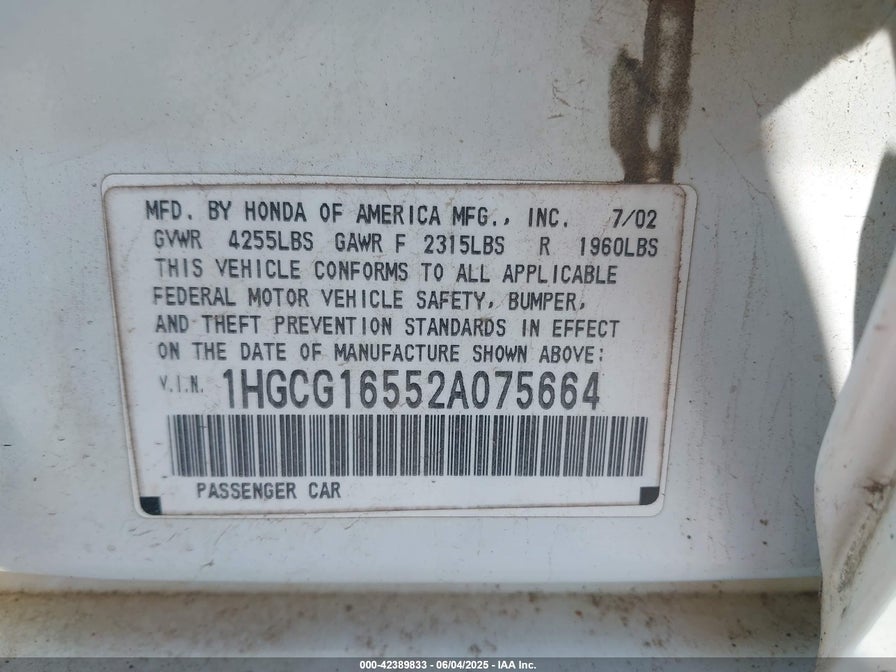 MFD. BY HONDA OF AMERICA MFG., INC. 7/02
GVWR 4255LBS GAWR F 2315LBS R 1960LBS
THIS VEHICLE CONFORMS TO ALL APPLICABLE
FEDERAL MOTOR VEHICLE SAFETY, BUMPER,
AND THEFT PREVENTION STANDARDS IN EFFECT
ON THE DATE OF MANUFACTURE SHOWN ABOVE:
V.I.N. 1HGCG16552A075664
PASSENGER CAR
000-42389833 - 06/04/2025 - IAA Inc.